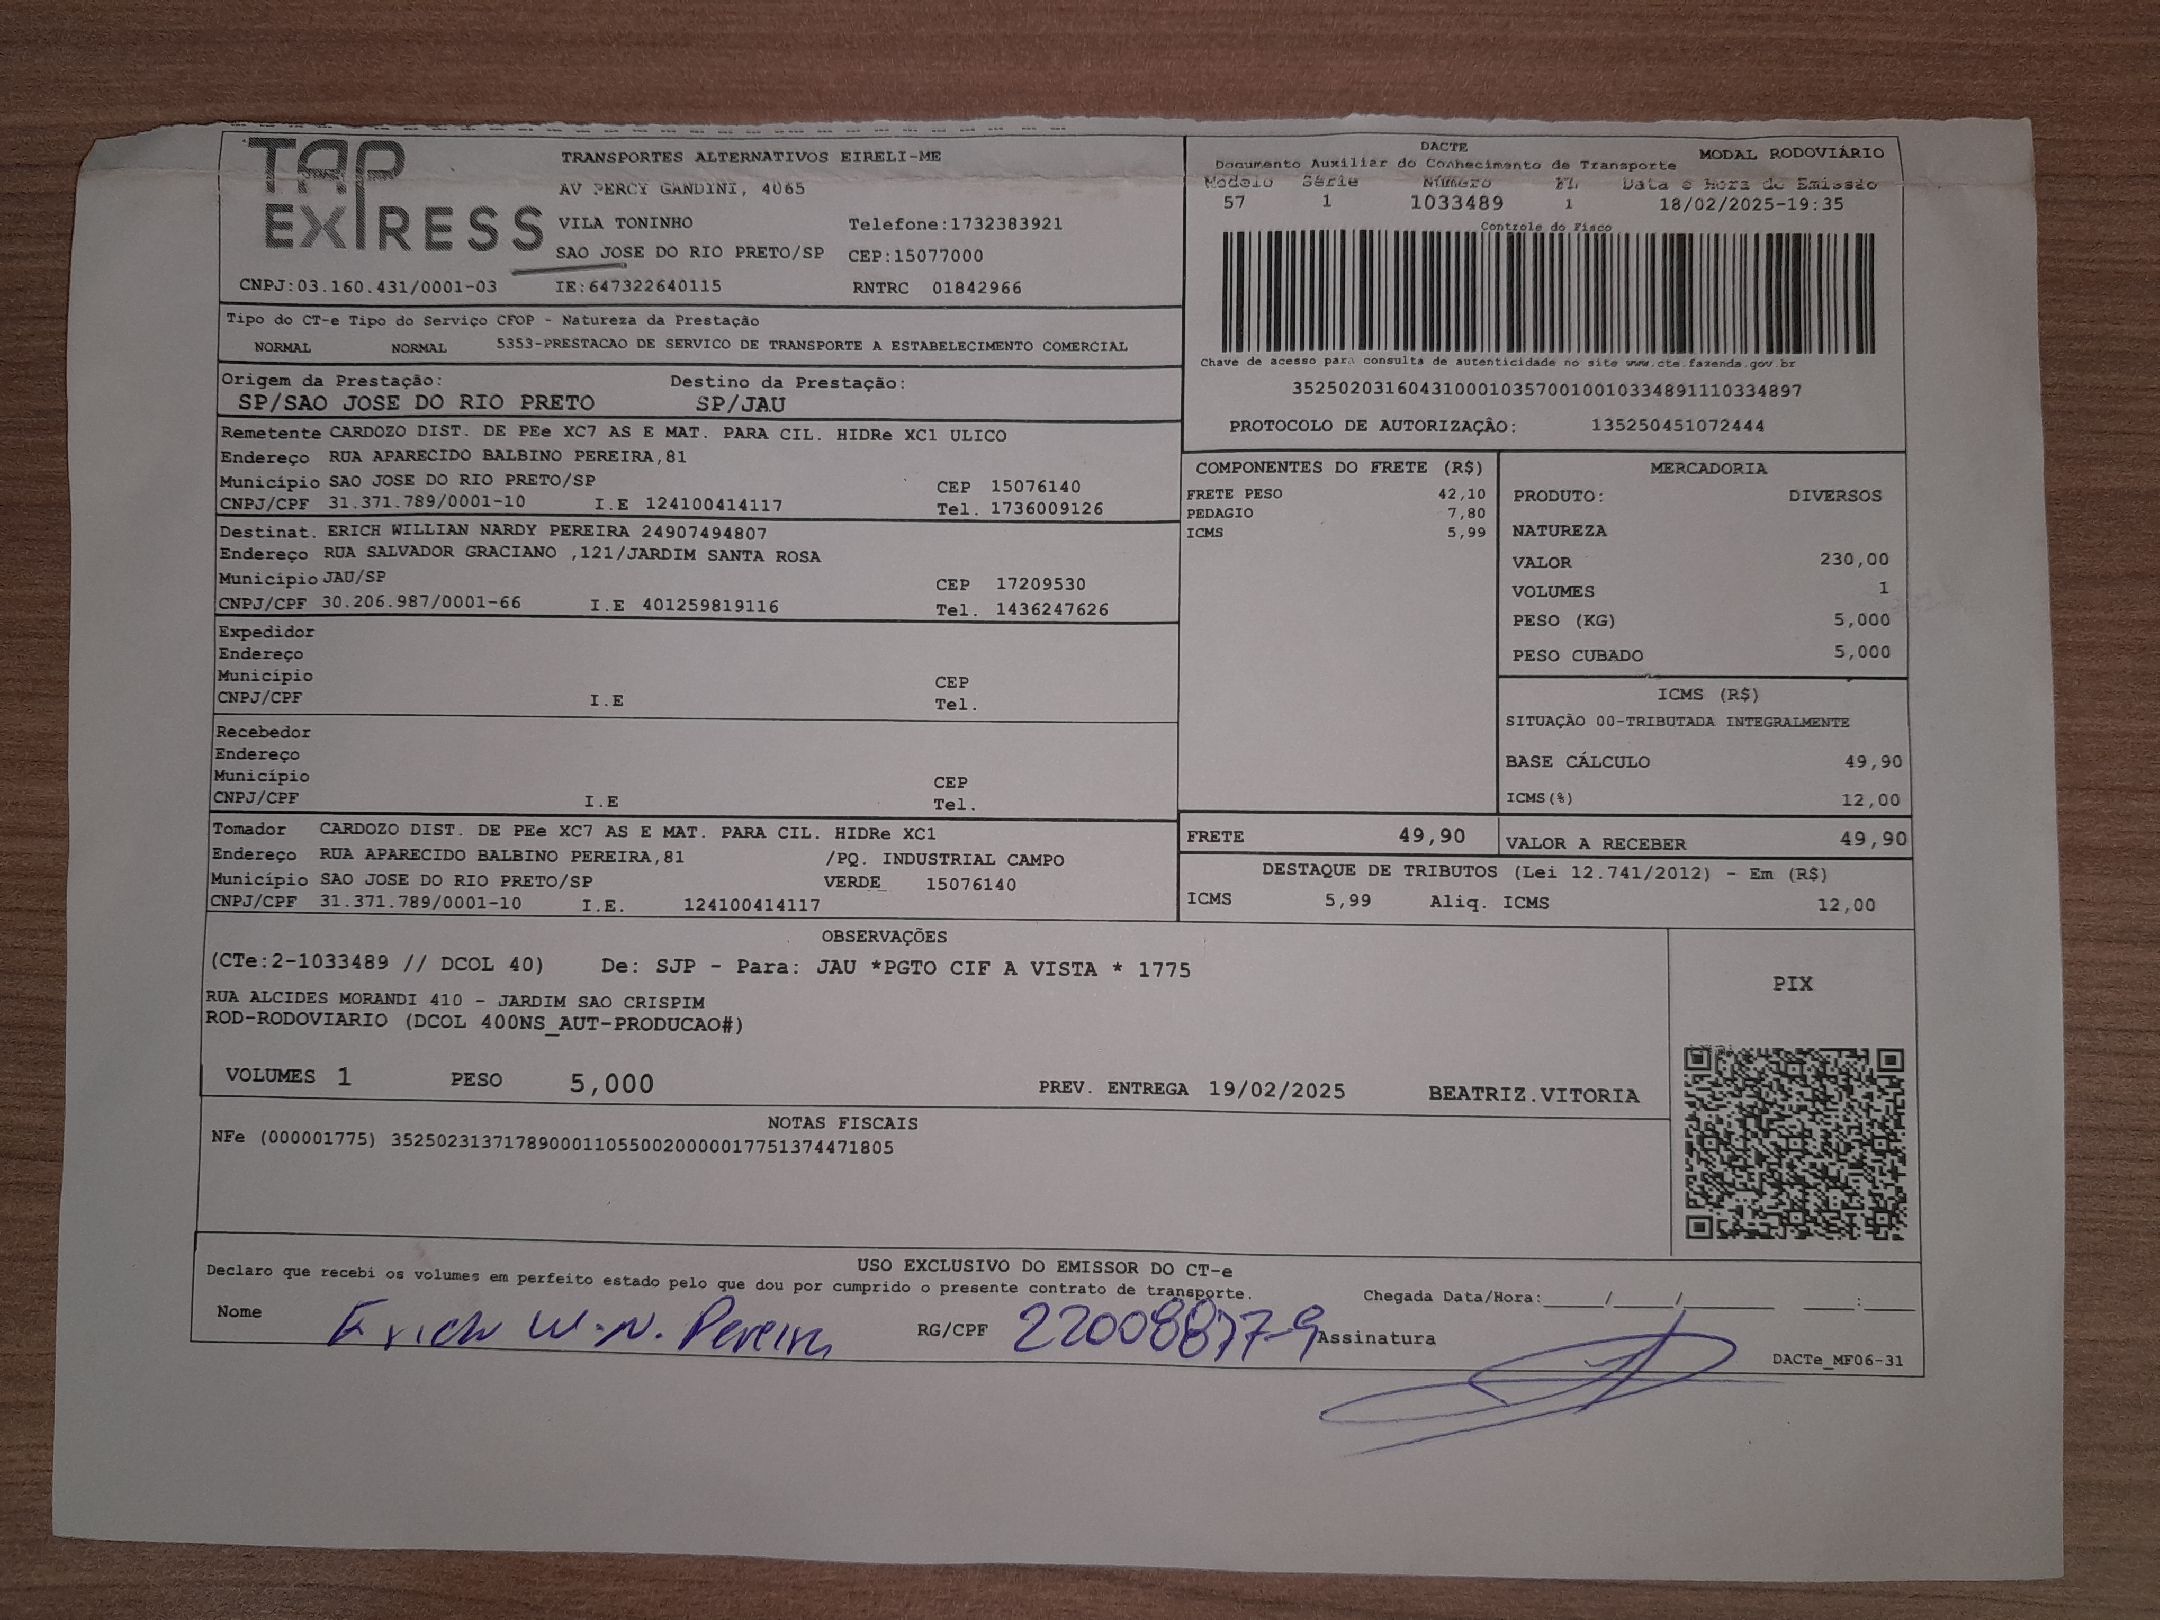 TAP EXPRESS
TRANSPORTES ALTERNATIVOS EIRELI-ME
AV PERCY GANDINI, 4065
VILA TONINHO Telefone:1732383921
SAO JOSE DO RIO PRETO/SP CEP:15077000
CNPJ:03.160.431/0001-03 IE:647322640115 RNTRC 01842966
DACTE
Documento Auxiliar do Conhecimento de Transporte MODAL RODOVIÁRIO
Modelo Série Número FL Data e Hora de Emissão
57 1 1033489 1 18/02/2025-19:35
Controle do Fisco
Chave de acesso para consulta de autenticidade no site www.cte.fazenda.gov.br
35250203160431000103570010010334891110334897
PROTOCOLO DE AUTORIZAÇÃO: 135250451072444
Tipo do CT-e Tipo do Serviço CFOP - Natureza da Prestação
NORMAL NORMAL 5353-PRESTACAO DE SERVICO DE TRANSPORTE A ESTABELECIMENTO COMERCIAL
Origem da Prestação: Destino da Prestação:
SP/SAO JOSE DO RIO PRETO SP/JAU
Remetente CARDOZO DIST. DE PEe XC7 AS E MAT. PARA CIL. HIDRe XC1 ULICO
Endereço RUA APARECIDO BALBINO PEREIRA,81
Município SAO JOSE DO RIO PRETO/SP CEP 15076140
CNPJ/CPF 31.371.789/0001-10 I.E 124100414117 Tel. 1736009126
Destinat. ERICH WILLIAN NARDY PEREIRA 24907494807
Endereço RUA SALVADOR GRACIANO ,121/JARDIM SANTA ROSA
Município JAU/SP CEP 17209530
CNPJ/CPF 30.206.987/0001-66 I.E 401259819116 Tel. 1436247626
Expedidor
Endereço
Município CEP
CNPJ/CPF I.E Tel.
Recebedor
Endereço
Município CEP
CNPJ/CPF I.E Tel.
Tomador CARDOZO DIST. DE PEe XC7 AS E MAT. PARA CIL. HIDRe XC1
Endereço RUA APARECIDO BALBINO PEREIRA,81 /PQ. INDUSTRIAL CAMPO
Município SAO JOSE DO RIO PRETO/SP VERDE 15076140
CNPJ/CPF 31.371.789/0001-10 I.E. 124100414117
COMPONENTES DO FRETE (R$)
FRETE PESO 42,10
PEDAGIO 7,80
ICMS 5,99
MERCADORIA
PRODUTO: DIVERSOS
NATUREZA
VALOR 230,00
VOLUMES 1
PESO (KG) 5,000
PESO CUBADO 5,000
ICMS (R$)
SITUAÇÃO 00-TRIBUTADA INTEGRALMENTE
BASE CÁLCULO 49,90
ICMS(%) 12,00
FRETE 49,90 VALOR A RECEBER 49,90
DESTAQUE DE TRIBUTOS (Lei 12.741/2012) - Em (R$)
ICMS 5,99 Aliq. ICMS 12,00
OBSERVAÇÕES
(CTe:2-1033489 // DCOL 40) De: SJP - Para: JAU *PGTO CIF A VISTA * 1775
RUA ALCIDES MORANDI 410 - JARDIM SAO CRISPIM
ROD-RODOVIARIO (DCOL 400NS_AUT-PRODUCAO#)
VOLUMES 1 PESO 5,000 PREV. ENTREGA 19/02/2025 BEATRIZ.VITORIA
PIX
NOTAS FISCAIS
NFe (000001775) 35250231371789000110550020000017751374471805
USO EXCLUSIVO DO EMISSOR DO CT-e
Declaro que recebi os volumes em perfeito estado pelo que dou por cumprido o presente contrato de transporte.
Chegada Data/Hora:____/____/________ ___:____
Nome Erich W.N. Pereira RG/CPF 22008877-9 Assinatura
DACTe_MF06-31